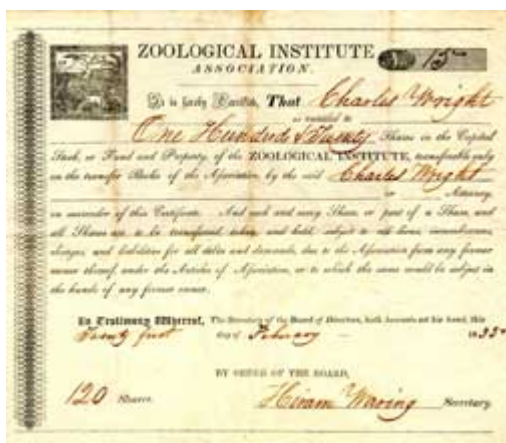 ZOOLOGICAL INSTITUTE
ASSOCIATION.
No 15
It is hereby Certified, That Charles Wright
is entitled to
One Hundred & Twenty Shares in the Capital
Stock, or Fund and Property, of the ZOOLOGICAL INSTITUTE, transferable only
on the transfer Books of the Association by the said Charles Wright
or Attorney
on surrender of this Certificate. And each and every Share, or part of a Share, and
all Shares are to be transferred, taken, and held, subject to all liens, incumbrances,
charges, and liabilities for all debts and demands, due to the Association from any former
owner thereof, under the Articles of Association, or to which the same would be subject in
the hands of any former owner.
In Testimony Whereof, The Secretary of the Board of Directors, hath hereunto set his hand, this
Twenty first day of February 183
BY ORDER OF THE BOARD,
120 Shares. Hiram Waring Secretary.